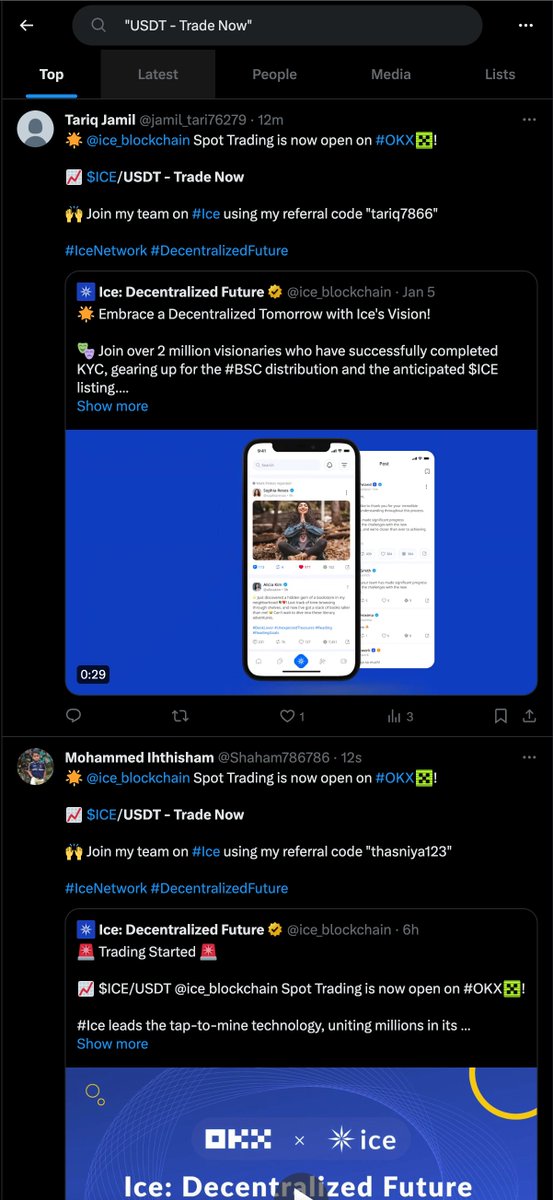 "USDT - Trade Now"
Top
Latest
People
Media
Lists
Tariq Jamil @jamil_tari76279 · 12m
@ice_blockchain Spot Trading is now open on #OKX !
$ICE/USDT - Trade Now
Join my team on #Ice using my referral code "tariq7866"
#IceNetwork #DecentralizedFuture
Ice: Decentralized Future @ice_blockchain · Jan 5
Embrace a Decentralized Tomorrow with Ice's Vision!
Join over 2 million visionaries who have successfully completed
KYC, gearing up for the #BSC distribution and the anticipated $ICE
listing....
Show more
9:41
Search
Post
0:29
1
3
Mohammed Ihthisham @Shaham786786 · 12s
@ice_blockchain Spot Trading is now open on #OKX !
$ICE/USDT - Trade Now
Join my team on #Ice using my referral code "thasniya123"
#IceNetwork #DecentralizedFuture
Ice: Decentralized Future @ice_blockchain · 6h
Trading Started
$ICE/USDT @ice_blockchain Spot Trading is now open on #OKX !
#Ice leads the tap-to-mine technology, uniting millions in its ...
Show more
OKX × ice
Ice: Decentralized Future